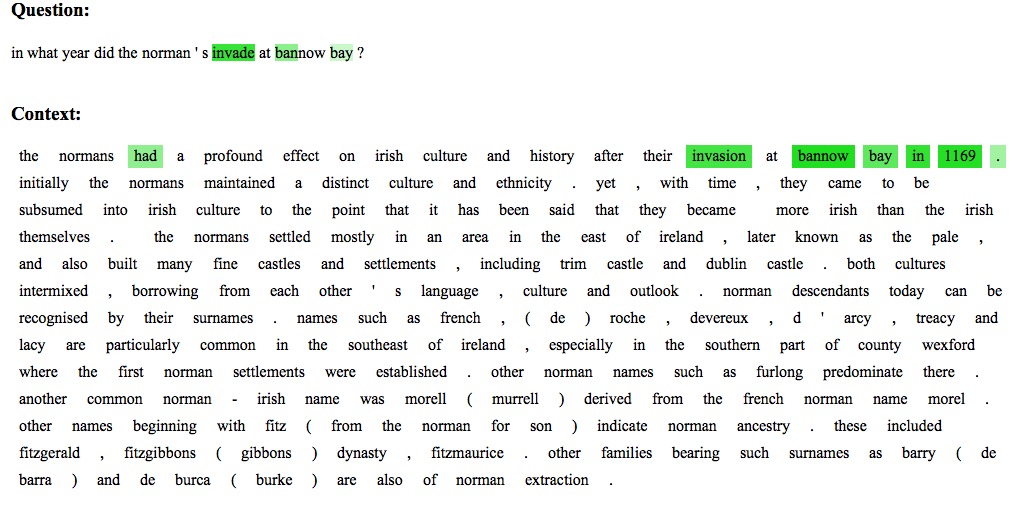 Question:
in what year did the norman ' s invade at bannow bay ?
Context:
the normans had a profound effect on irish culture and history after their invasion at bannow bay in 1169 .
initially the normans maintained a distinct culture and ethnicity . yet , with time , they came to be
subsumed into irish culture to the point that it has been said that they became more irish than the irish
themselves . the normans settled mostly in an area in the east of ireland , later known as the pale ,
and also built many fine castles and settlements , including trim castle and dublin castle . both cultures
intermixed , borrowing from each other ' s language , culture and outlook . norman descendants today can be
recognised by their surnames . names such as french , ( de ) roche , devereux , d ' arcy , treacy and
lacy are particularly common in the southeast of ireland , especially in the southern part of county wexford
where the first norman settlements were established . other norman names such as furlong predominate there .
another common norman - irish name was morell ( murrell ) derived from the french norman name morel .
other names beginning with fitz ( from the norman for son ) indicate norman ancestry . these included
fitzgerald , fitzgibbons ( gibbons ) dynasty , fitzmaurice . other families bearing such surnames as barry ( de
barra ) and de burca ( burke ) are also of norman extraction .